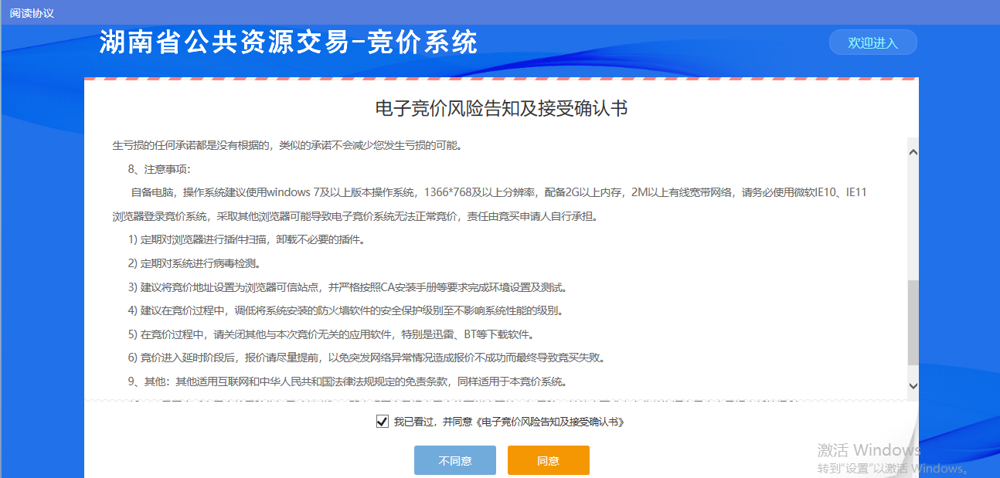 阅读协议
湖南省公共资源交易-竞价系统
欢迎进入
电子竞价风险告知及接受确认书
生亏损的任何承诺都是没有根据的，类似的承诺不会减少您发生亏损的可能。
8、注意事项：
自备电脑，操作系统建议使用windows 7及以上版本操作系统，1366*768及以上分辨率，配备2G以上内存，2M以上有线宽带网络，请务必使用微软IE10、IE11
浏览器登录竞价系统，采取其他浏览器可能导致电子竞价系统无法正常竞价，责任由竞买申请人自行承担。
1) 定期对浏览器进行插件扫描，卸载不必要的插件。
2) 定期对系统进行病毒检测。
3) 建议将竞价地址设置为浏览器可信站点，并严格按照CA安装手册等要求完成环境设置及测试。
4) 建议在竞价过程中，调低将系统安装的防火墙软件的安全保护级别至不影响系统性能的级别。
5) 在竞价过程中，请关闭其他与本次竞价无关的应用软件，特别是迅雷、BT等下载软件。
6) 竞价进入延时阶段后，报价请尽量提前，以免突发网络异常情况造成报价不成功而最终导致竞买失败。
9、其他：其他适用互联网和中华人民共和国法律法规规定的免责条款，同样适用于本竞价系统。
我已看过，并同意《电子竞价风险告知及接受确认书》
不同意
同意
激活 Windows
转到“设置”以激活 Windows。